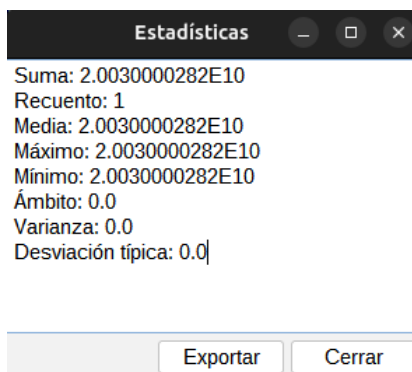 Estadísticas
Suma: 2.0030000282E10
Recuento: 1
Media: 2.0030000282E10
Máximo: 2.0030000282E10
Mínimo: 2.0030000282E10
Ámbito: 0.0
Varianza: 0.0
Desviación típica: 0.0
Exportar Cerrar